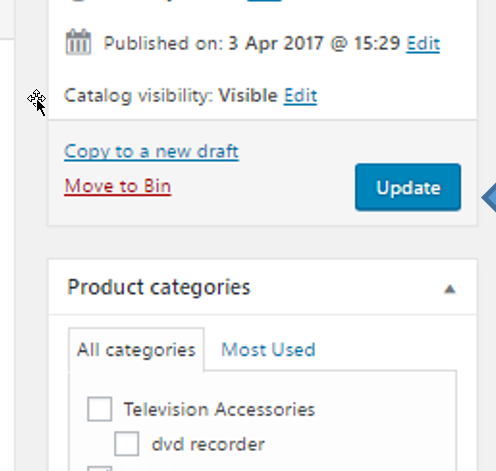 Published on: 3 Apr 2017 @ 15:29 Edit
Catalog visibility: Visible Edit
Copy to a new draft
Move to Bin
Update
Product categories
All categories Most Used
Television Accessories
dvd recorder